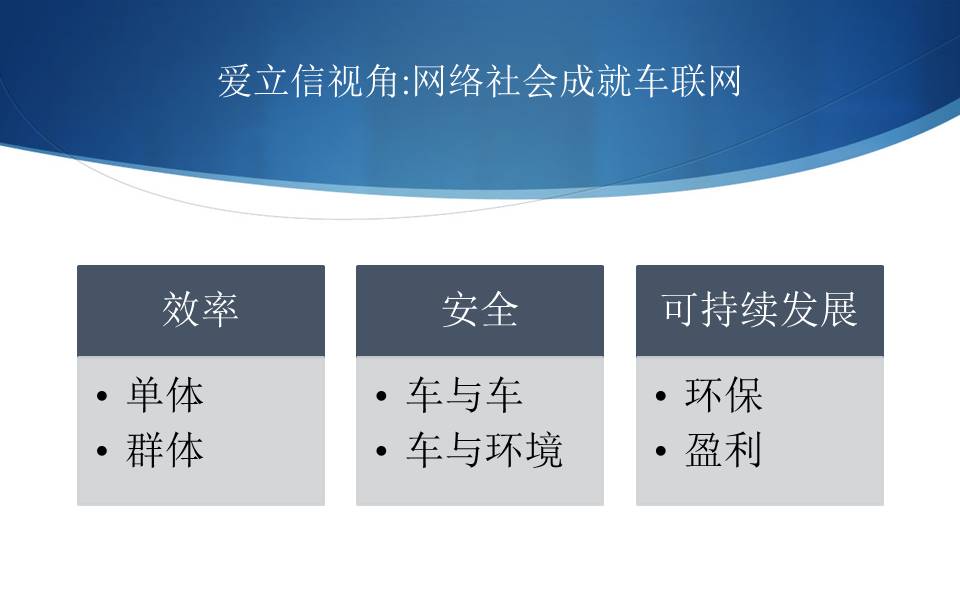 爱立信视角:网络社会成就车联网
效率
• 单体
• 群体
安全
• 车与车
• 车与环境
可持续发展
• 环保
• 盈利